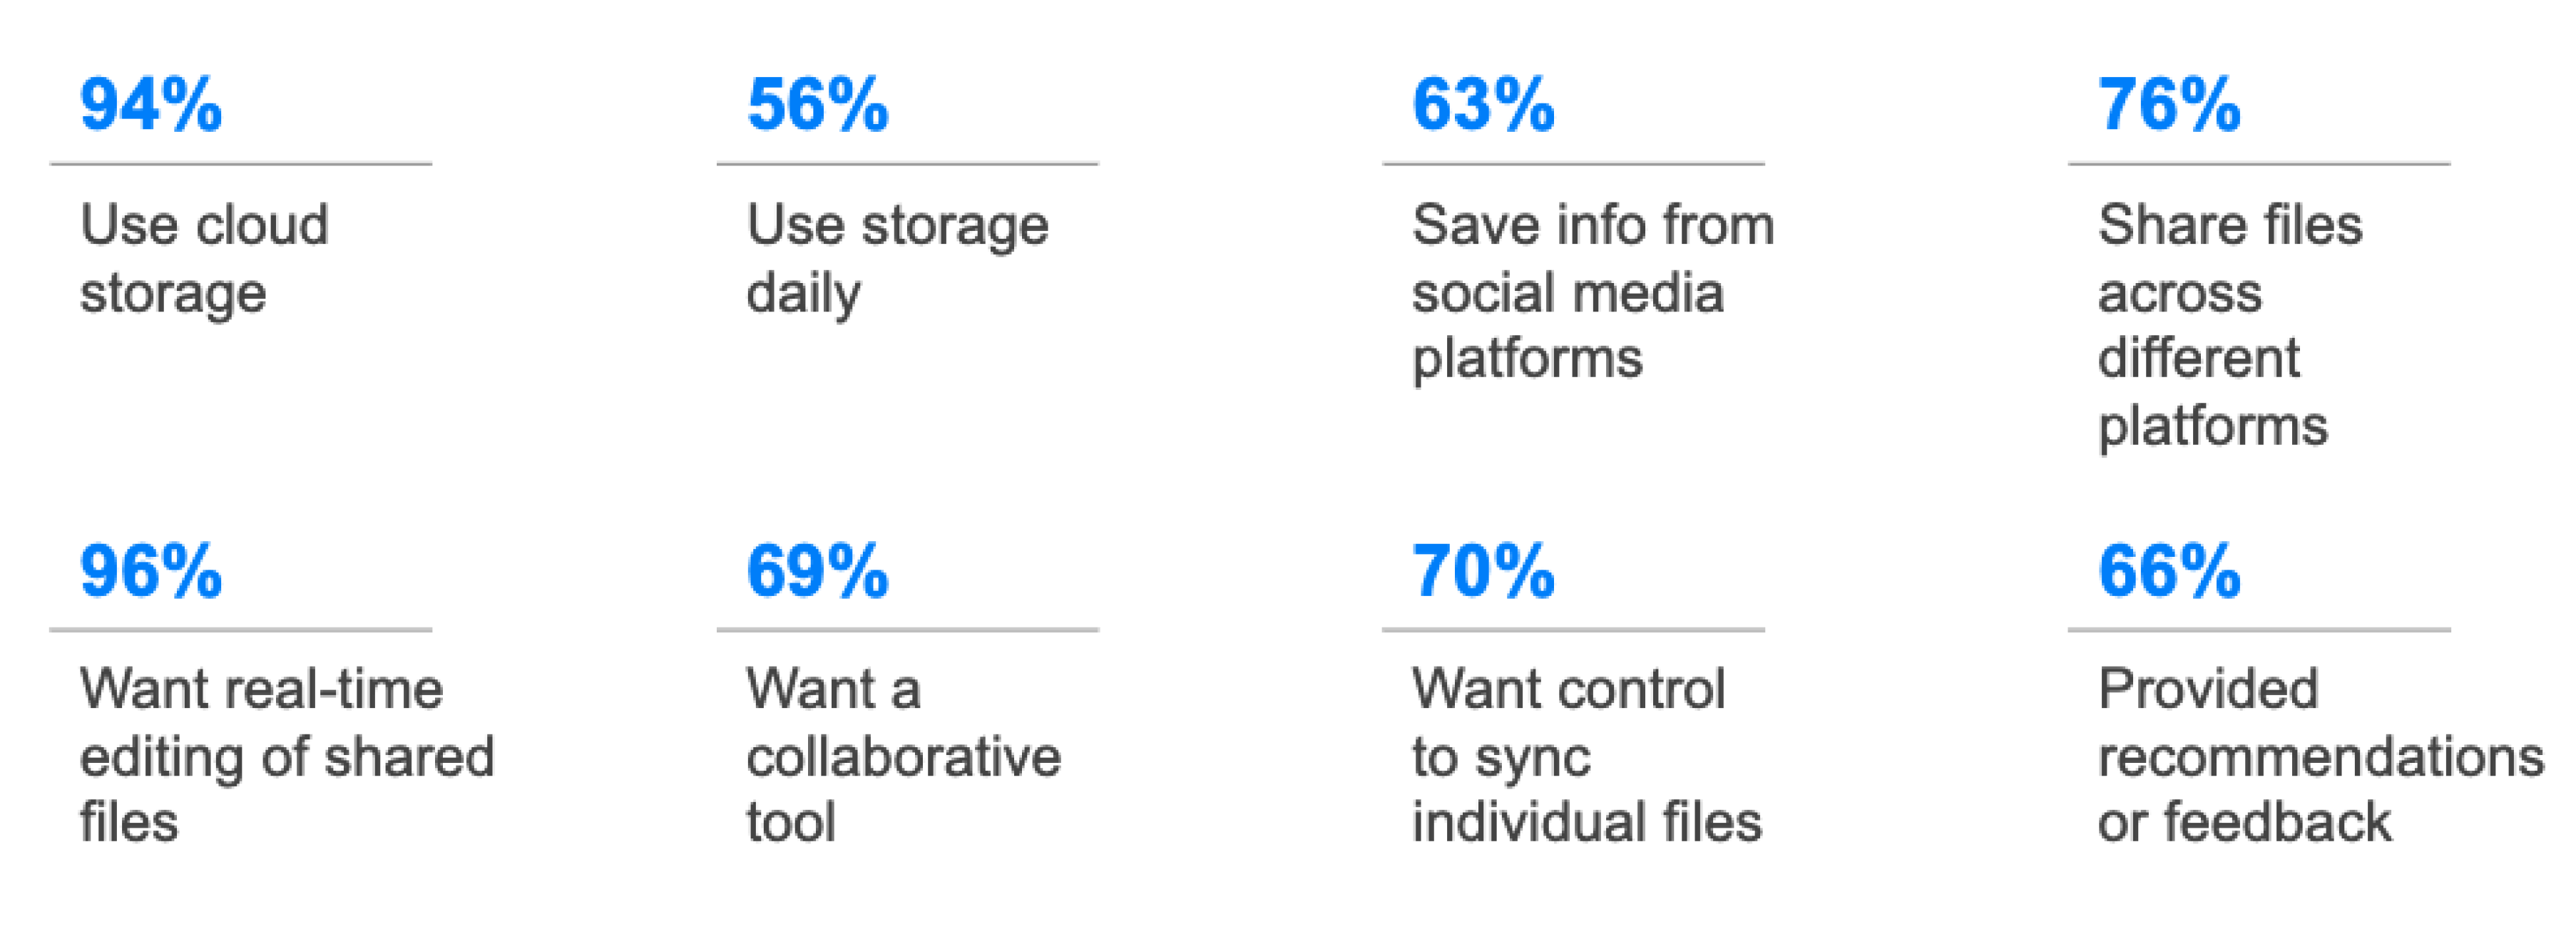 94%
Use cloud
storage
56%
Use storage
daily
63%
Save info from
social media
platforms
76%
Share files
across
different
platforms
96%
Want real-time
editing of shared
files
69%
Want a
collaborative
tool
70%
Want control
to sync
individual files
66%
Provided
recommendations
or feedback